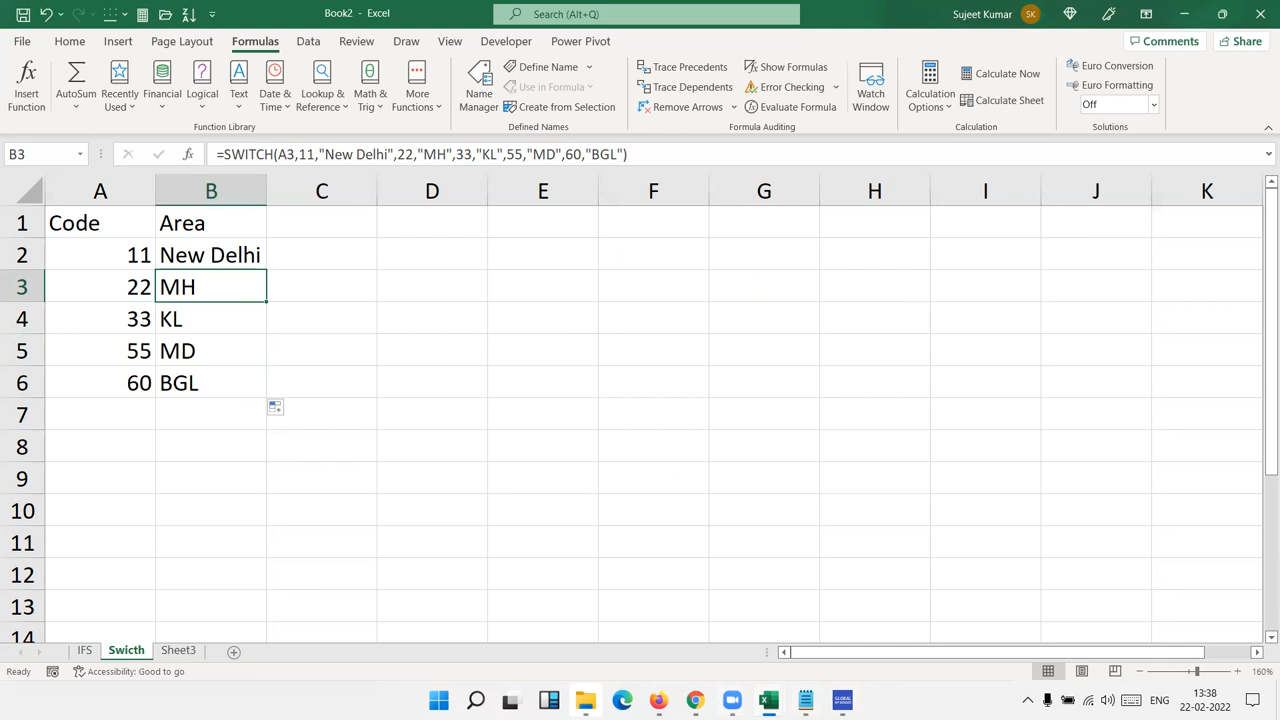 Book2 - Excel
Search (Alt+Q)
Sujeet Kumar
SK
File Home Insert Page Layout Formulas Data Review View Draw Developer Power Pivot
Comments
Share
Insert Function
AutoSum
Recently Used
Financial
Logical
Text
Date & Time
Lookup & Reference
Math & Trig
More Functions
Function Library
Name Manager
Define Name
Use in Formula
Create from Selection
Defined Names
Trace Precedents
Trace Dependents
Remove Arrows
Show Formulas
Error Checking
Evaluate Formula
Formula Auditing
Watch Window
Calculation Options
Calculate Now
Calculate Sheet
Calculation
Euro Conversion
Euro Formatting
Off
Solutions
B3
fx
=SWITCH(A3,11,"New Delhi",22,"MH",33,"KL",55,"MD",60,"BGL")
A B C D E F G H I J K
1 Code Area
2 11 New Delhi
3 22 MH
4 33 KL
5 55 MD
6 60 BGL
7
8
9
10
11
12
13
14
IFS Swicth Sheet3
Ready
Accessibility: Good to go
160%
GLOBAL
ENG
13:38
22-02-2022